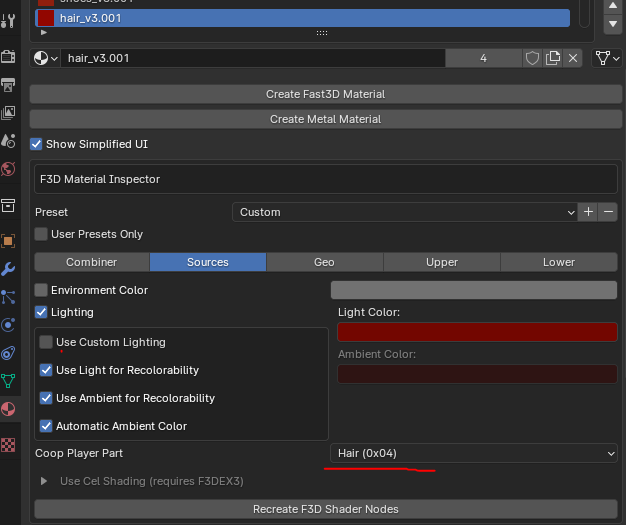 hair_v3.001
hair_v3.001
4
Create Fast3D Material
Create Metal Material
Show Simplified UI
F3D Material Inspector
Preset
Custom
User Presets Only
Combiner Sources Geo Upper Lower
Environment Color
Lighting
Light Color:
Use Custom Lighting
Ambient Color:
Use Light for Recolorability
Use Ambient for Recolorability
Automatic Ambient Color
Coop Player Part
Hair (0x04)
Use Cel Shading (requires F3DEX3)
Recreate F3D Shader Nodes